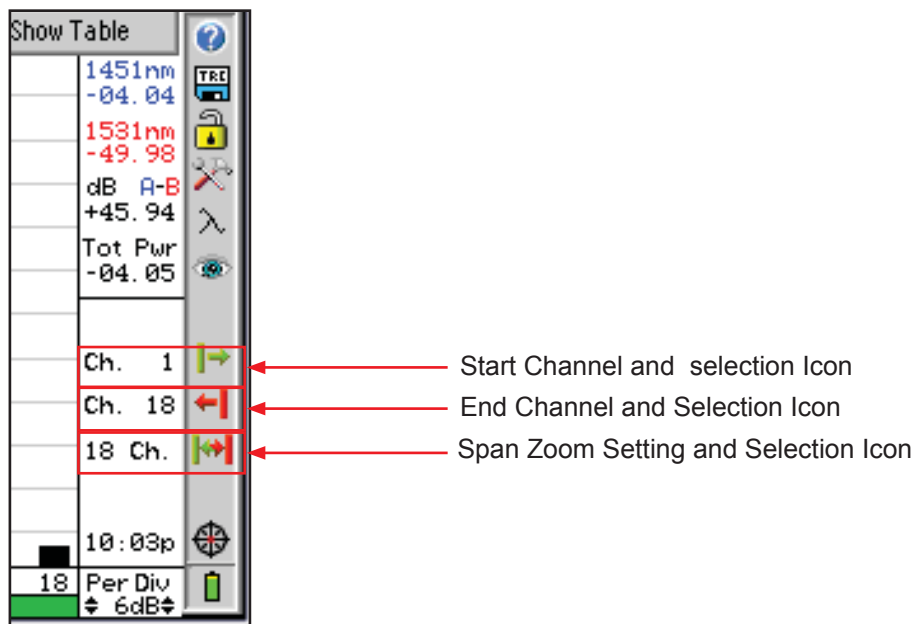 Show Table
TRC
1451nm
-04.04
1531nm
-49.98
dB A-B
+45.94
Tot Pwr
-04.05
Ch. 1
Start Channel and selection Icon
Ch. 18
End Channel and Selection Icon
18 Ch.
Span Zoom Setting and Selection Icon
10:03p
18
Per Div
6dB